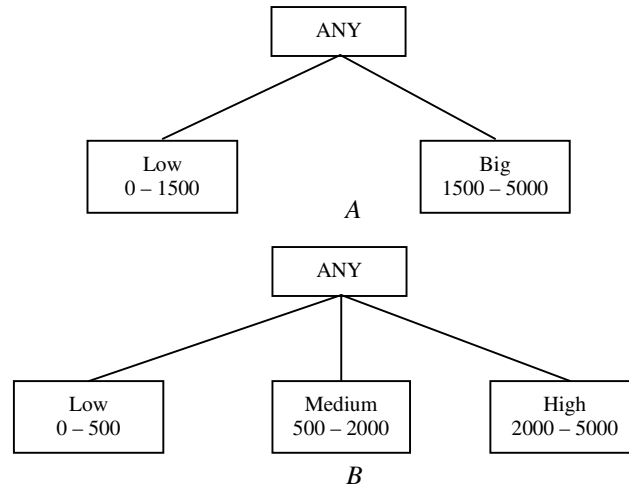 ANY
Low
0 – 1500
Big
1500 – 5000
A
ANY
Low
0 – 500
Medium
500 – 2000
High
2000 – 5000
B